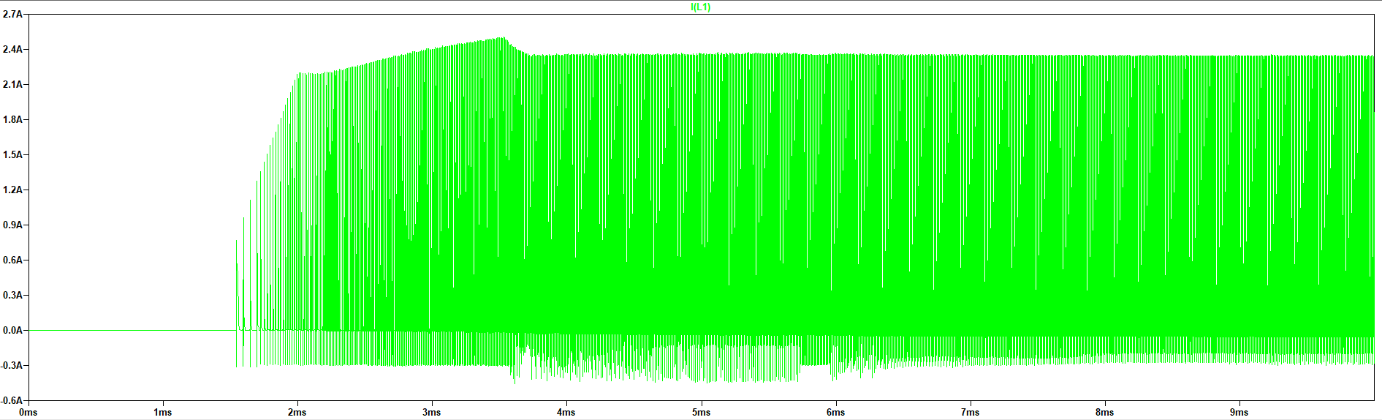 I(L1)
2.7A
2.4A
2.1A
1.8A
1.5A
1.2A
0.9A
0.6A
0.3A
0.0A
-0.3A
-0.6A
0ms 1ms 2ms 3ms 4ms 5ms 6ms 7ms 8ms 9ms